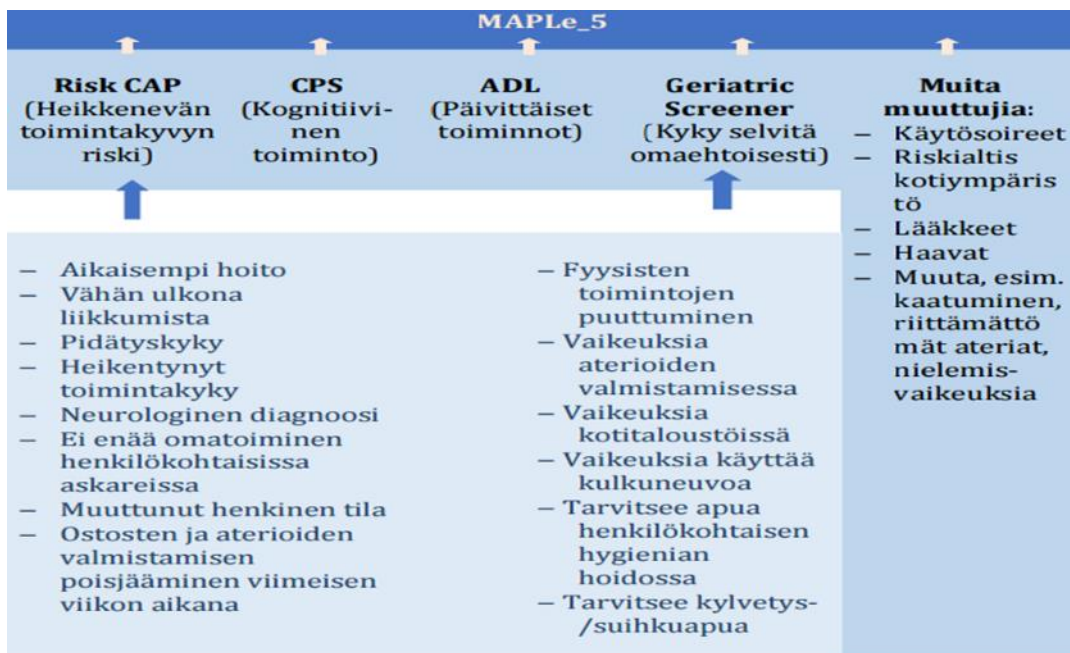 MAPLe_5
Risk CAP
(Heikkenevän
toimintakyvyn
riski)
CPS
(Kognitiivi-
nen
toiminto)
ADL
(Päivittäiset
toiminnot)
Geriatric
Screener
(Kyky selvitä
omaehtoisesti)
Muita
muuttujia:
– Käytösoireet
– Riskialtis
kotiympäris
tö
– Lääkkeet
– Haavat
– Muuta, esim.
kaatuminen,
riittämättö
mät ateriat,
nielemis-
vaikeuksia
– Aikaisempi hoito
– Vähän ulkona
liikkumista
– Pidätyskyky
– Heikentynyt
toimintakyky
– Neurologinen diagnoosi
– Ei enää omatoiminen
henkilökohtaisissa
askareissa
– Muuttunut henkinen tila
– Ostosten ja aterioiden
valmistamisen
poisjääminen viimeisen
viikon aikana
– Fyysisten
toimintojen
puuttuminen
– Vaikeuksia
aterioiden
valmistamisessa
– Vaikeuksia
kotitaloustöissä
– Vaikeuksia käyttää
kulkuneuvoa
– Tarvitsee apua
henkilökohtaisen
hygienian
hoidossa
– Tarvitsee kylvetys-
/suihkuapua